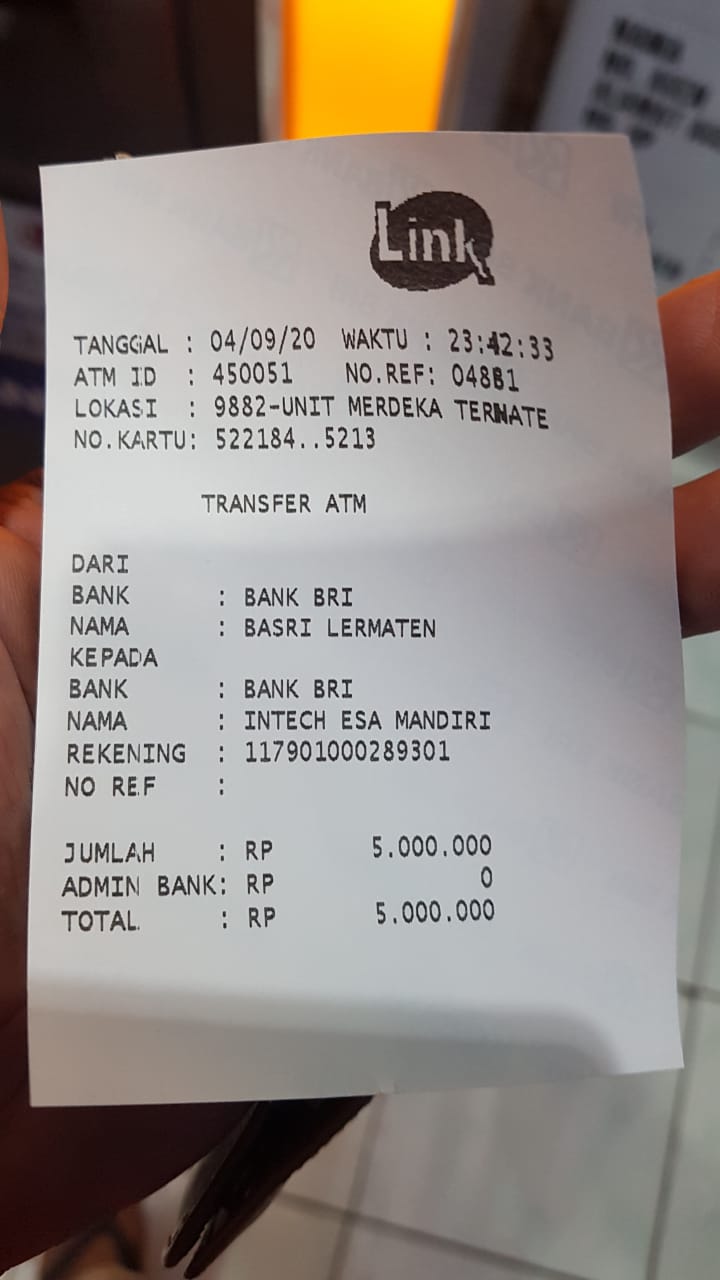 Link
TANGGAL : 04/09/20 WAKTU : 23:42:33
ATM ID : 450051 NO.REF: 04881
LOKASI : 9882-UNIT MERDEKA TERNATE
NO.KARTU: 522184..5213
TRANSFER ATM
DARI
BANK : BANK BRI
NAMA : BASRI LERMATEN
KEPADA
BANK : BANK BRI
NAMA : INTECH ESA MANDIRI
REKENING : 117901000289301
NO REF :
JUMLAH : RP 5.000.000
ADMIN BANK: RP 0
TOTAL : RP 5.000.000